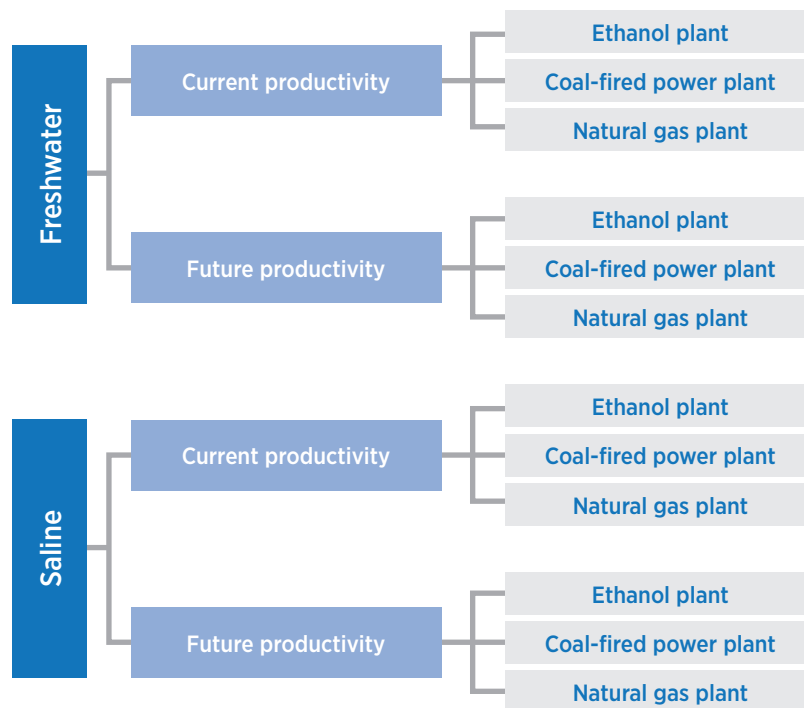 Freshwater
Current productivity
Ethanol plant
Coal-fired power plant
Natural gas plant
Future productivity
Ethanol plant
Coal-fired power plant
Natural gas plant
Saline
Current productivity
Ethanol plant
Coal-fired power plant
Natural gas plant
Future productivity
Ethanol plant
Coal-fired power plant
Natural gas plant